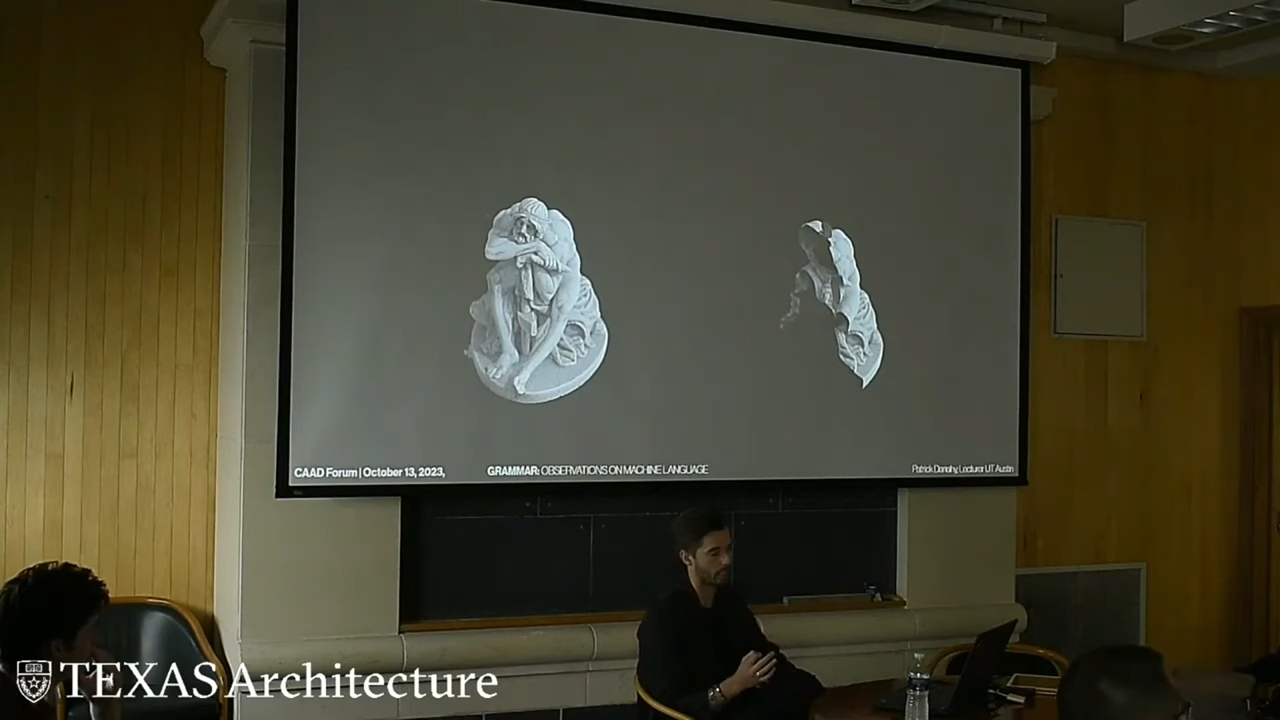 CAAD Forum | October 13, 2023,
GRAMMAR: OBSERVATIONS ON MACHINE LANGUAGE
Patrick Danahy, Lecturer UT Austin
TEXAS Architecture